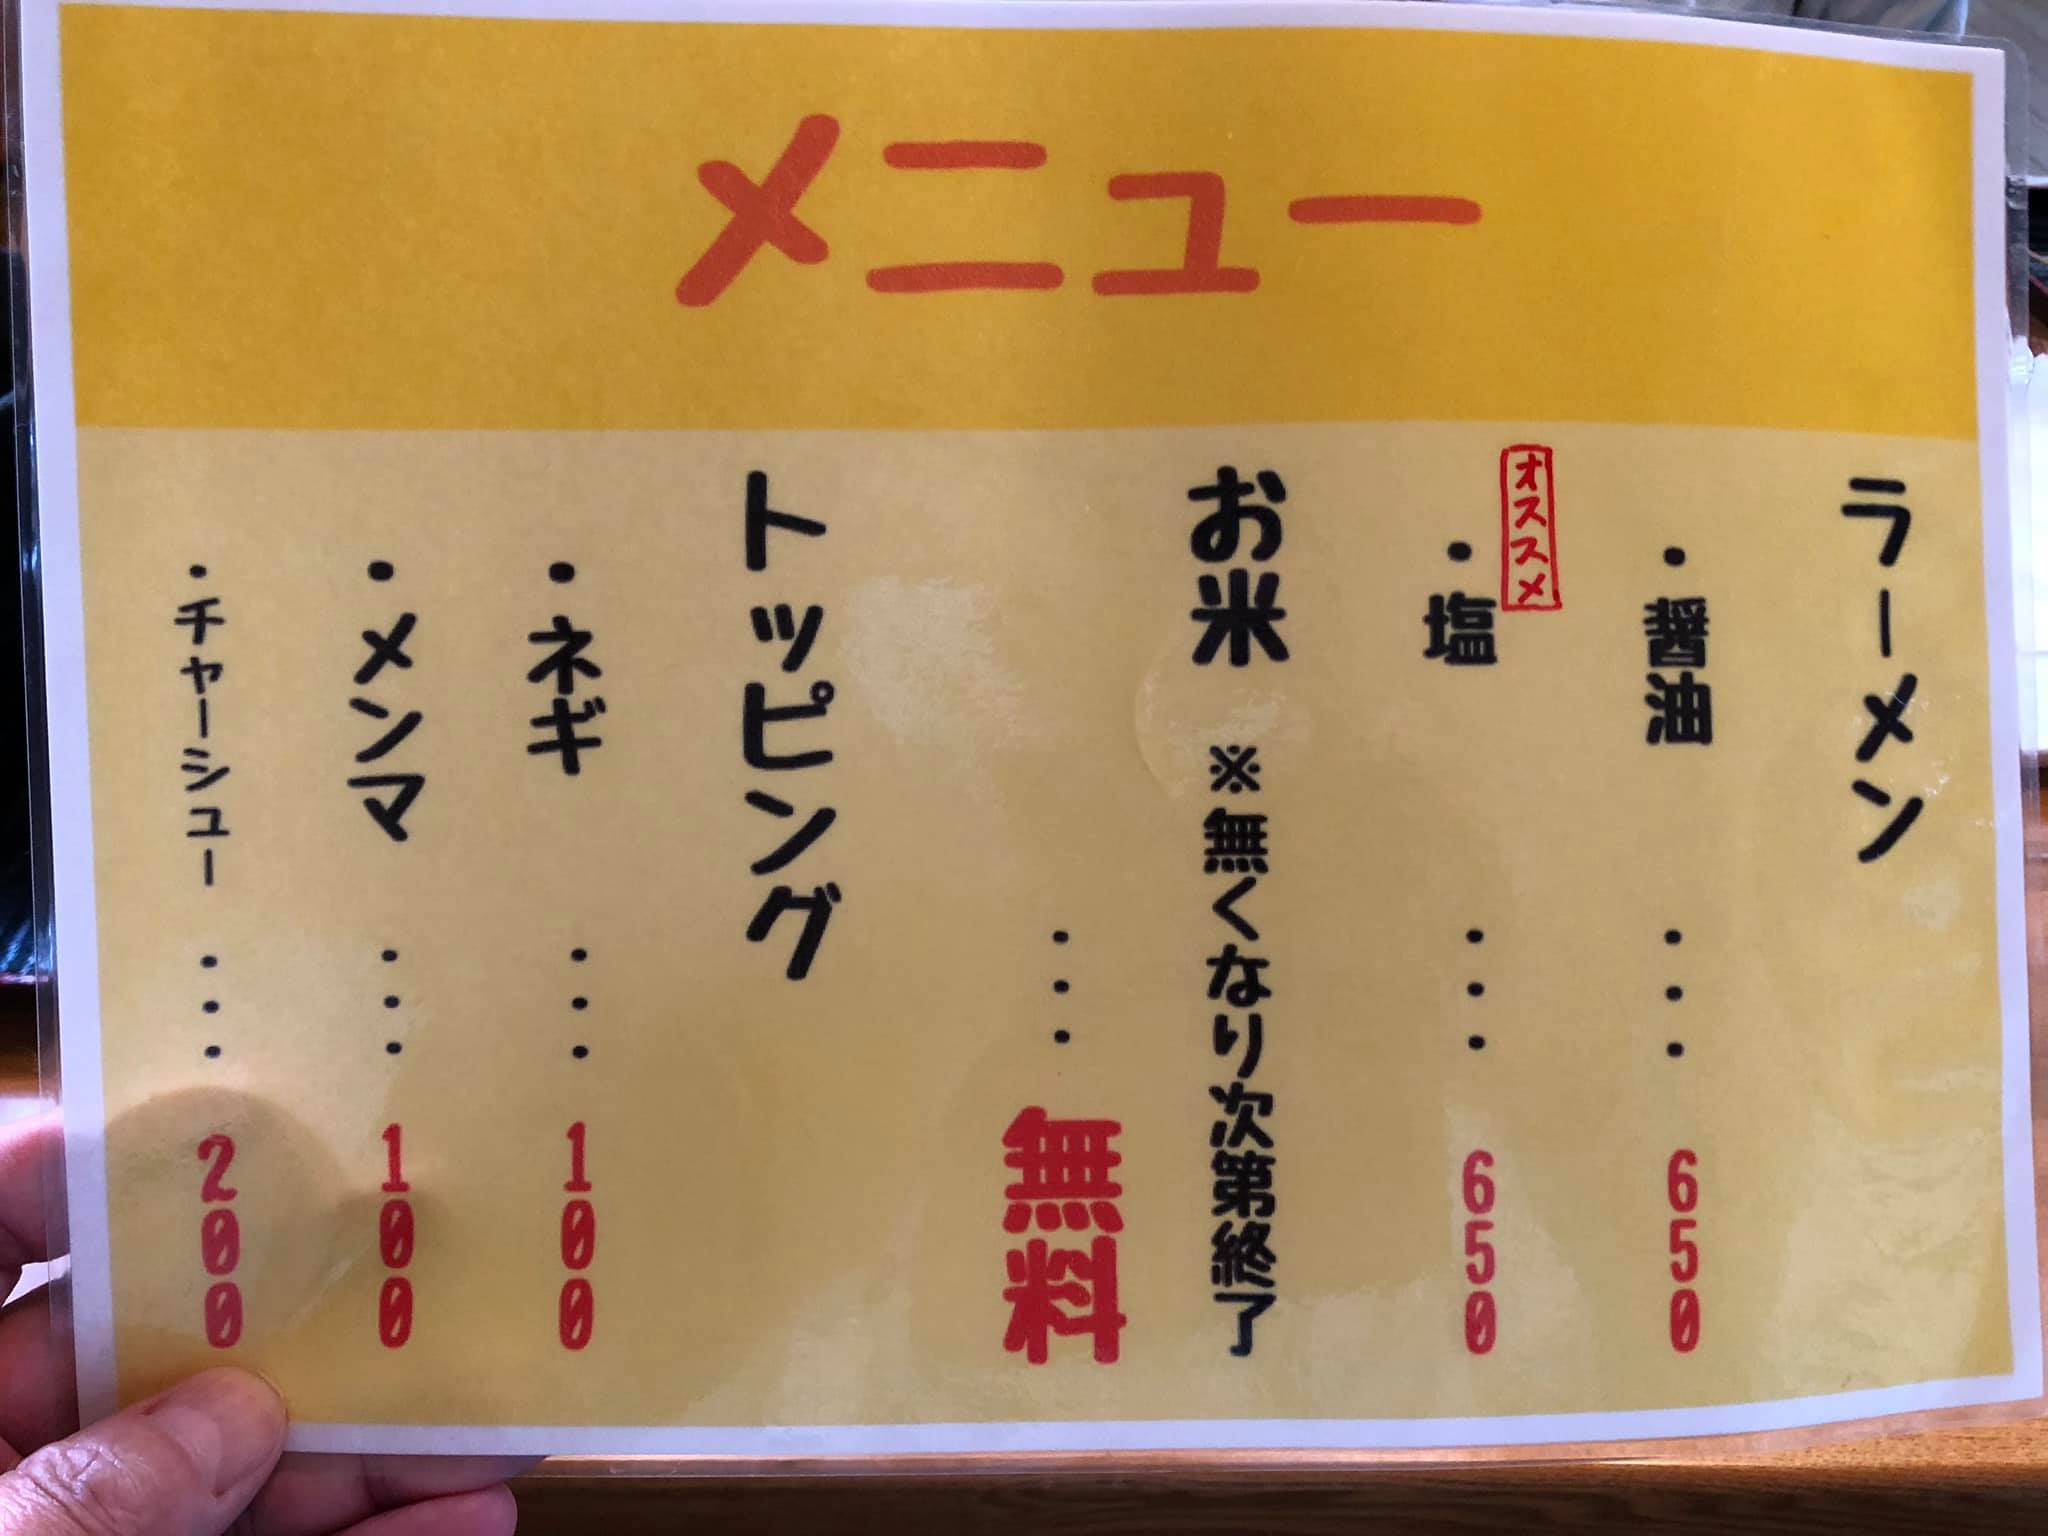 メニュー
ラーメン
・醤油 ・・・ 650
オススメ
・塩 ・・・ 650
お米 ※無くなり次第終了
・・・ 無料
トッピング
・ネギ ・・・ 100
・メンマ ・・・ 100
・チャーシュー ・・・ 200